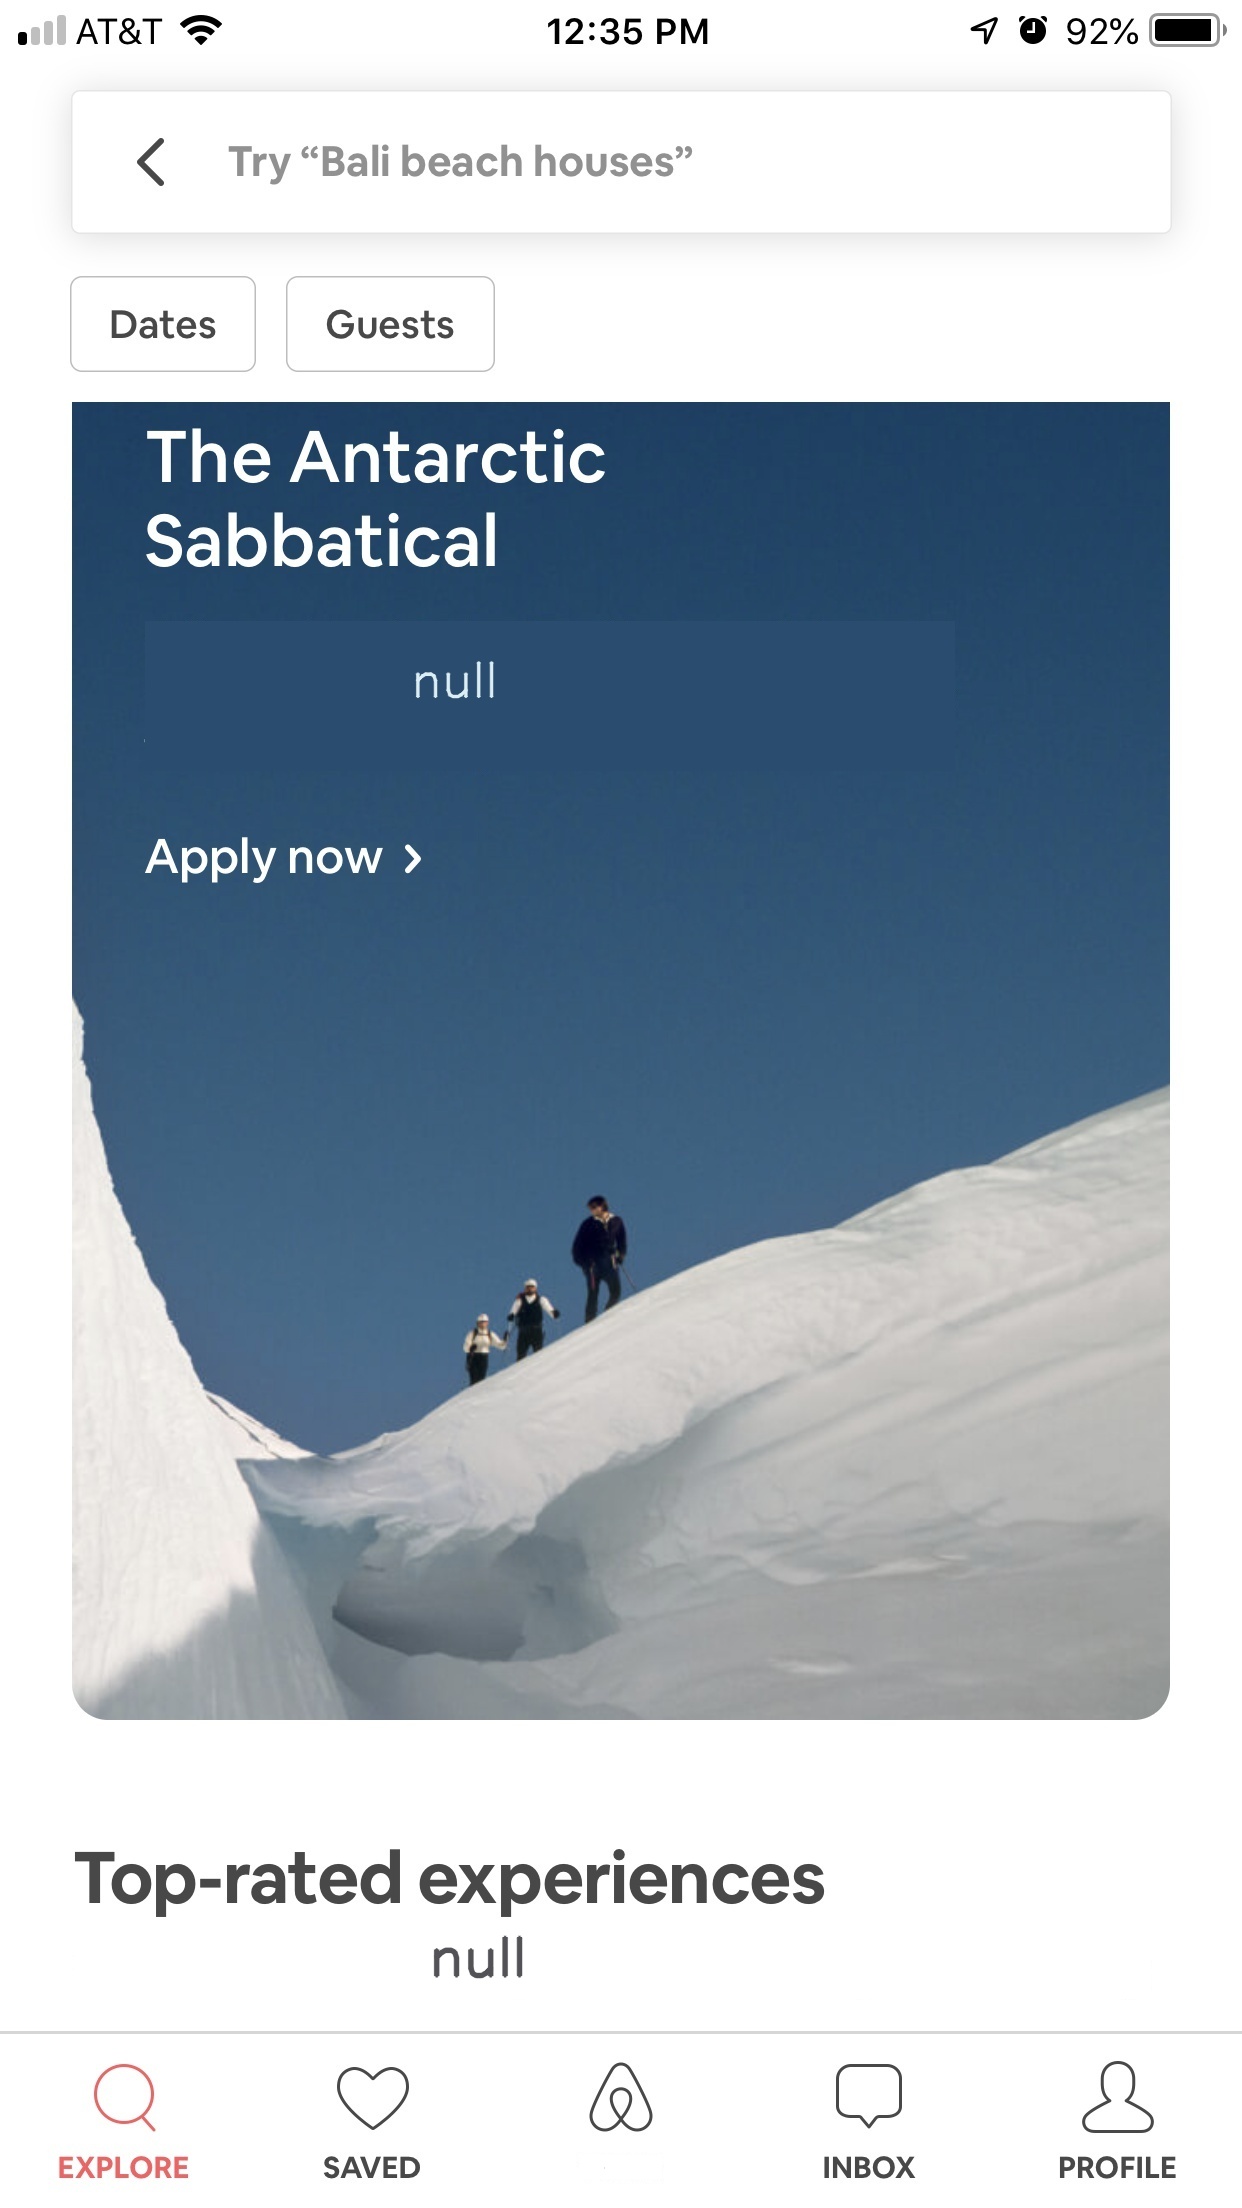 AT&T 12:35 PM 92%
Try “Bali beach houses”
Dates Guests
The Antarctic
Sabbatical
null
Apply now
Top-rated experiences
null
EXPLORE SAVED INBOX PROFILE